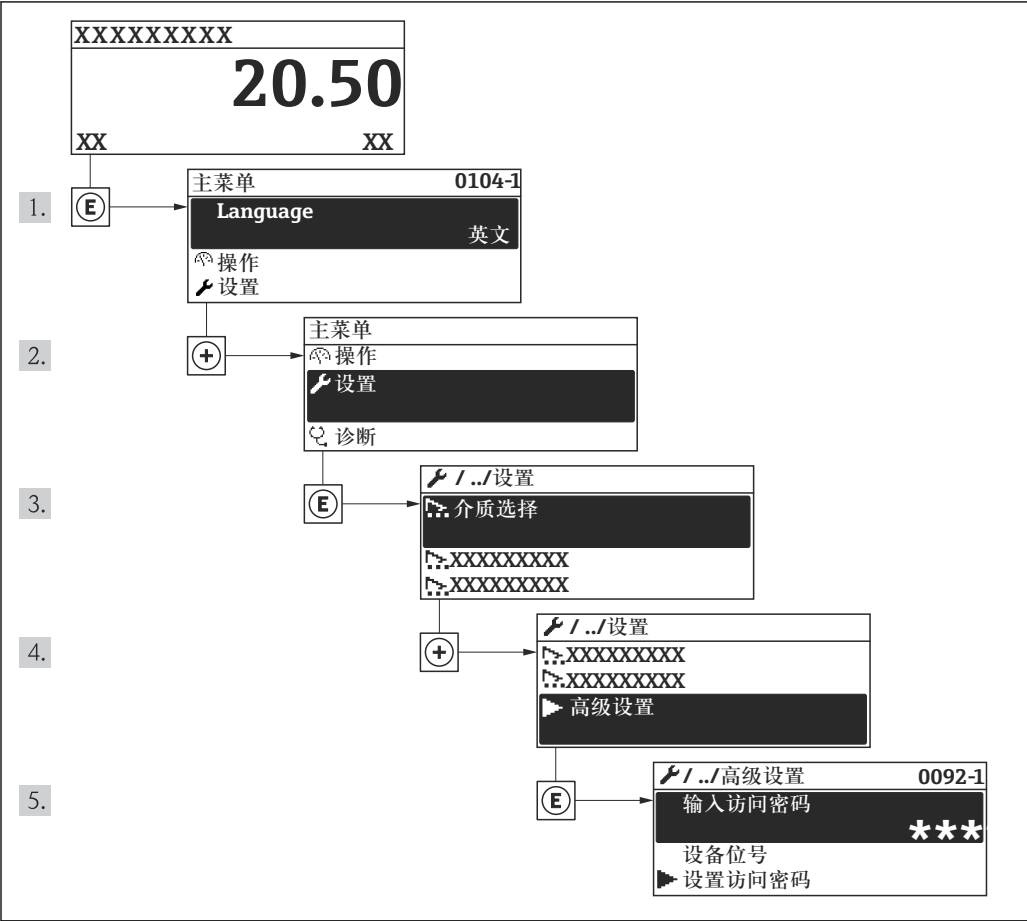 XXXXXXXXX
20.50
XX XX
1. E 主菜单 0104-1
Language
英文
操作
设置
2. + 主菜单
操作
设置
诊断
3. E / ../设置
介质选择
XXXXXXXXX
XXXXXXXXX
4. + / ../设置
XXXXXXXXX
XXXXXXXXX
高级设置
5. E / ../高级设置 0092-1
输入访问密码
***
设备位号
设置访问密码